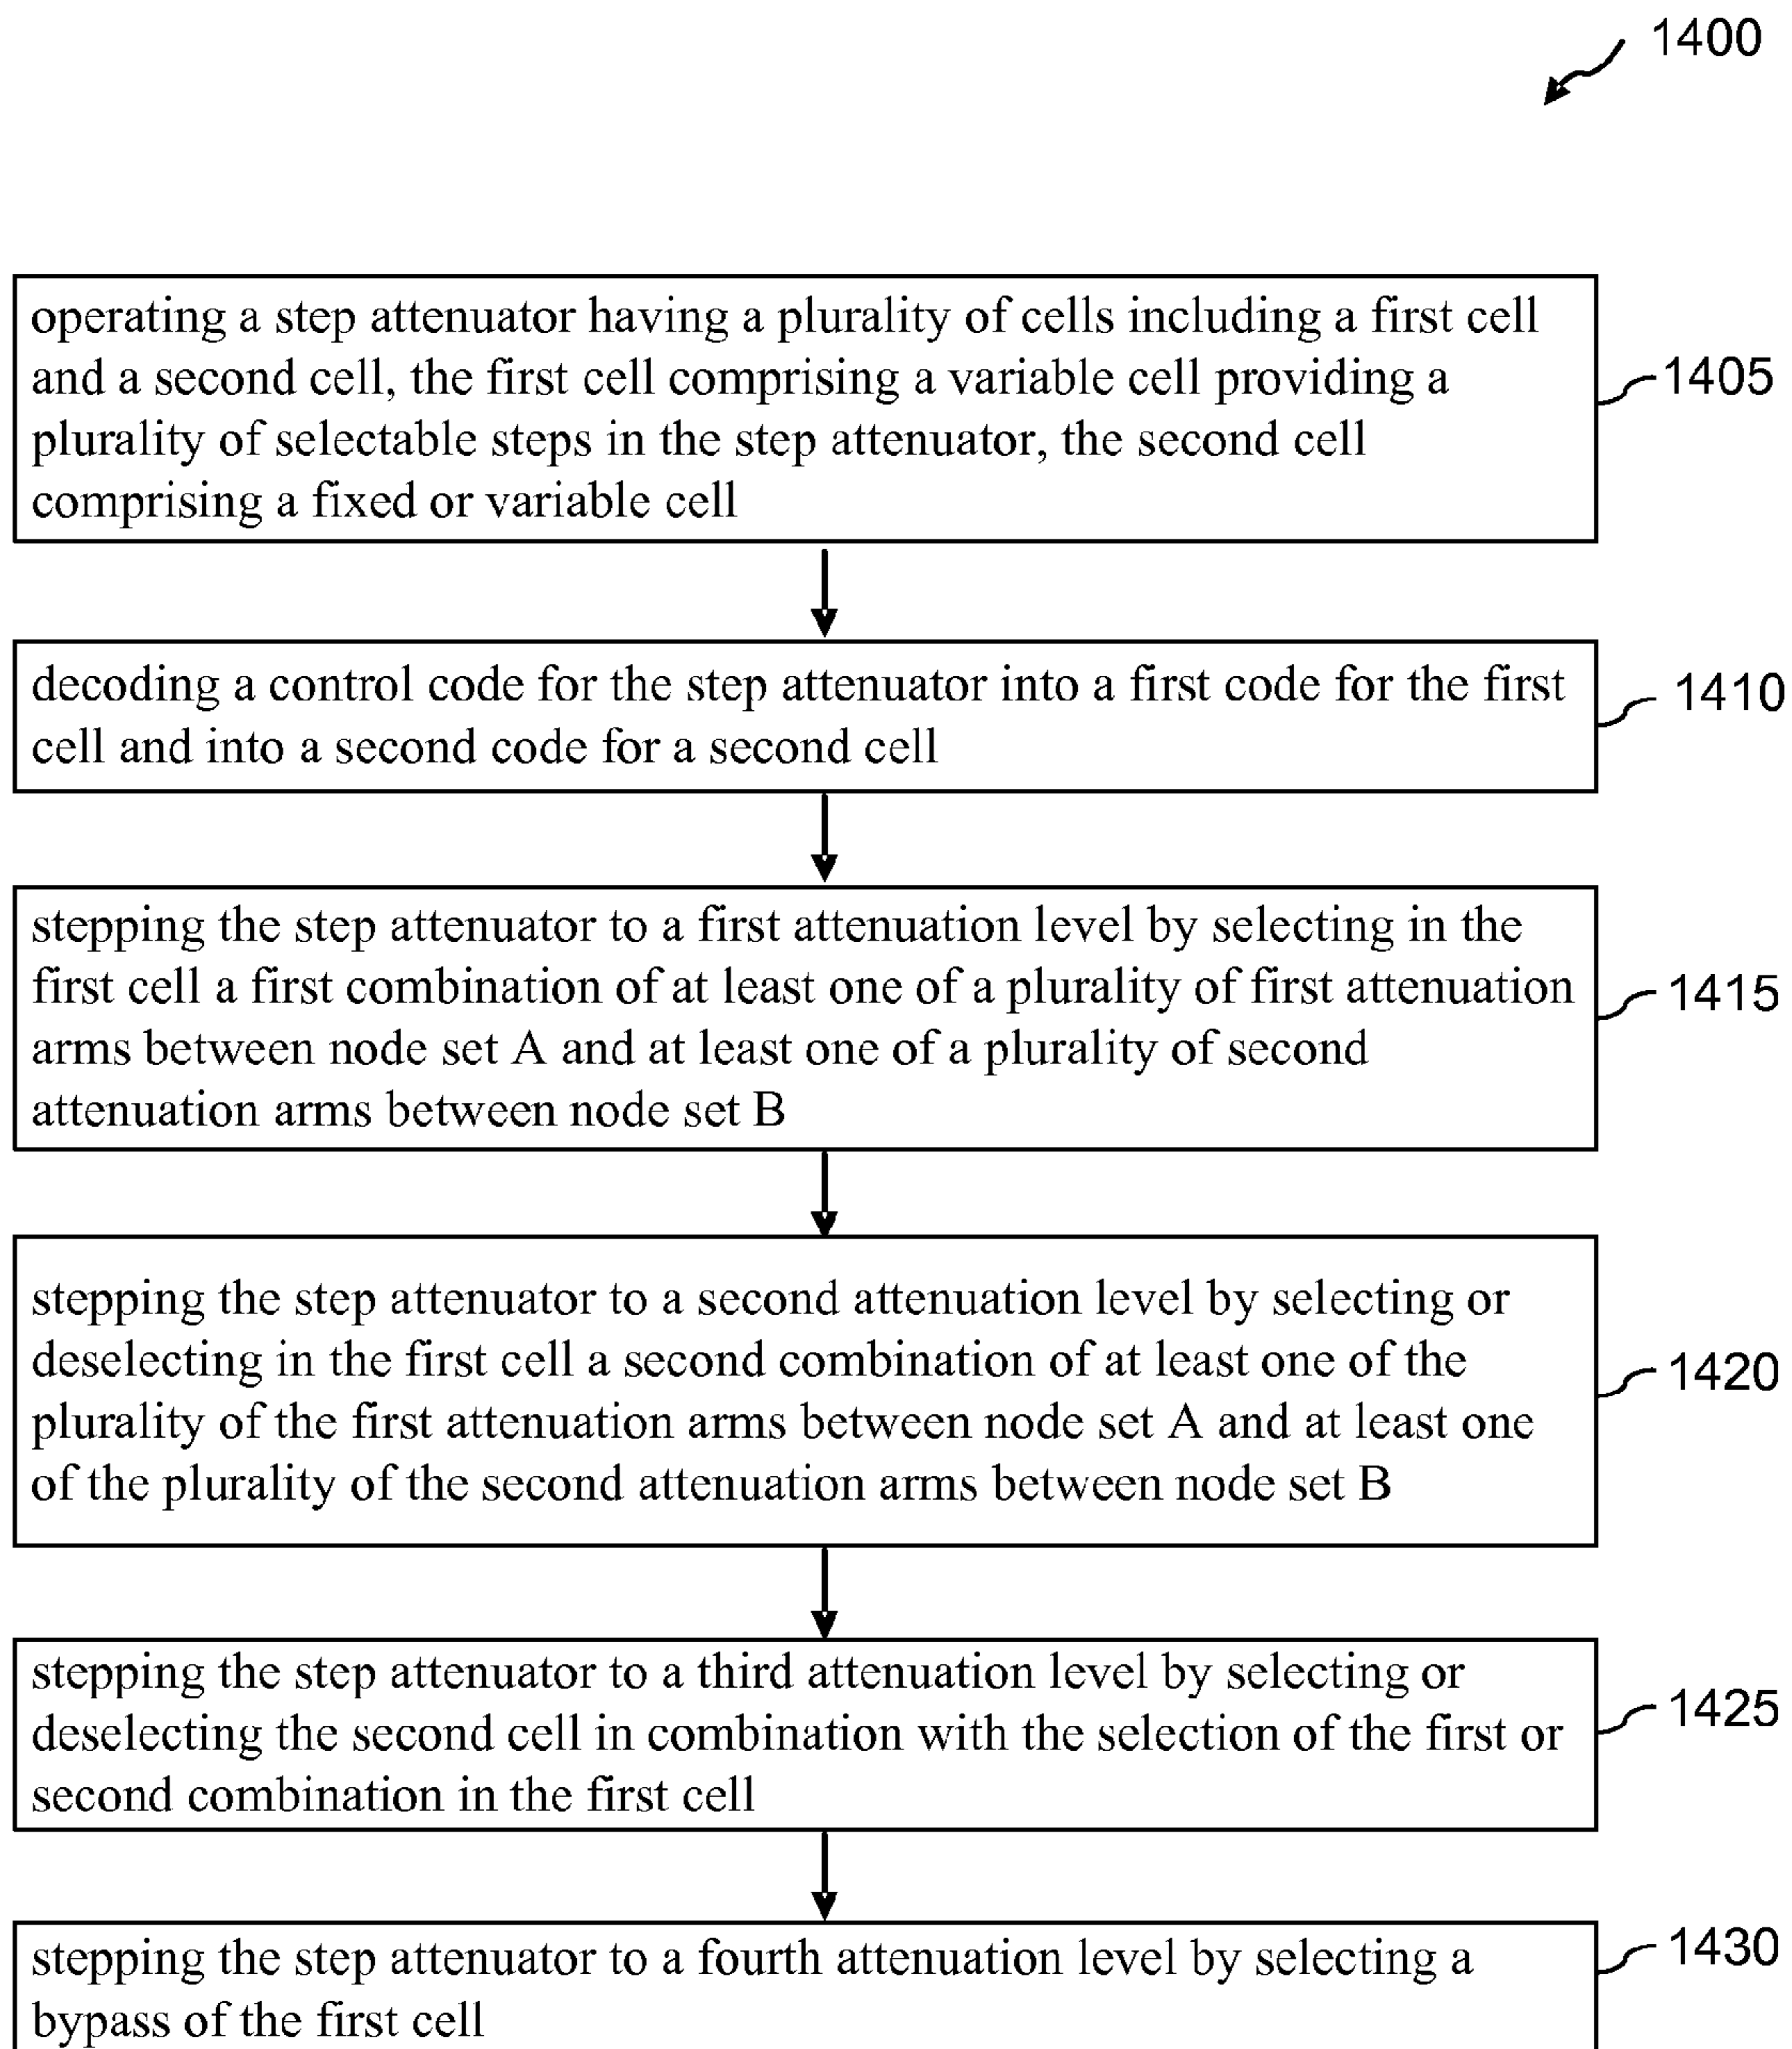 1400
operating a step attenuator having a plurality of cells including a first cell
and a second cell, the first cell comprising a variable cell providing a
plurality of selectable steps in the step attenuator, the second cell
comprising a fixed or variable cell
1405
decoding a control code for the step attenuator into a first code for the first
cell and into a second code for a second cell
1410
stepping the step attenuator to a first attenuation level by selecting in the
first cell a first combination of at least one of a plurality of first attenuation
arms between node set A and at least one of a plurality of second
attenuation arms between node set B
1415
stepping the step attenuator to a second attenuation level by selecting or
deselecting in the first cell a second combination of at least one of the
plurality of the first attenuation arms between node set A and at least one
of the plurality of the second attenuation arms between node set B
1420
stepping the step attenuator to a third attenuation level by selecting or
deselecting the second cell in combination with the selection of the first or
second combination in the first cell
1425
stepping the step attenuator to a fourth attenuation level by selecting a
bypass of the first cell
1430